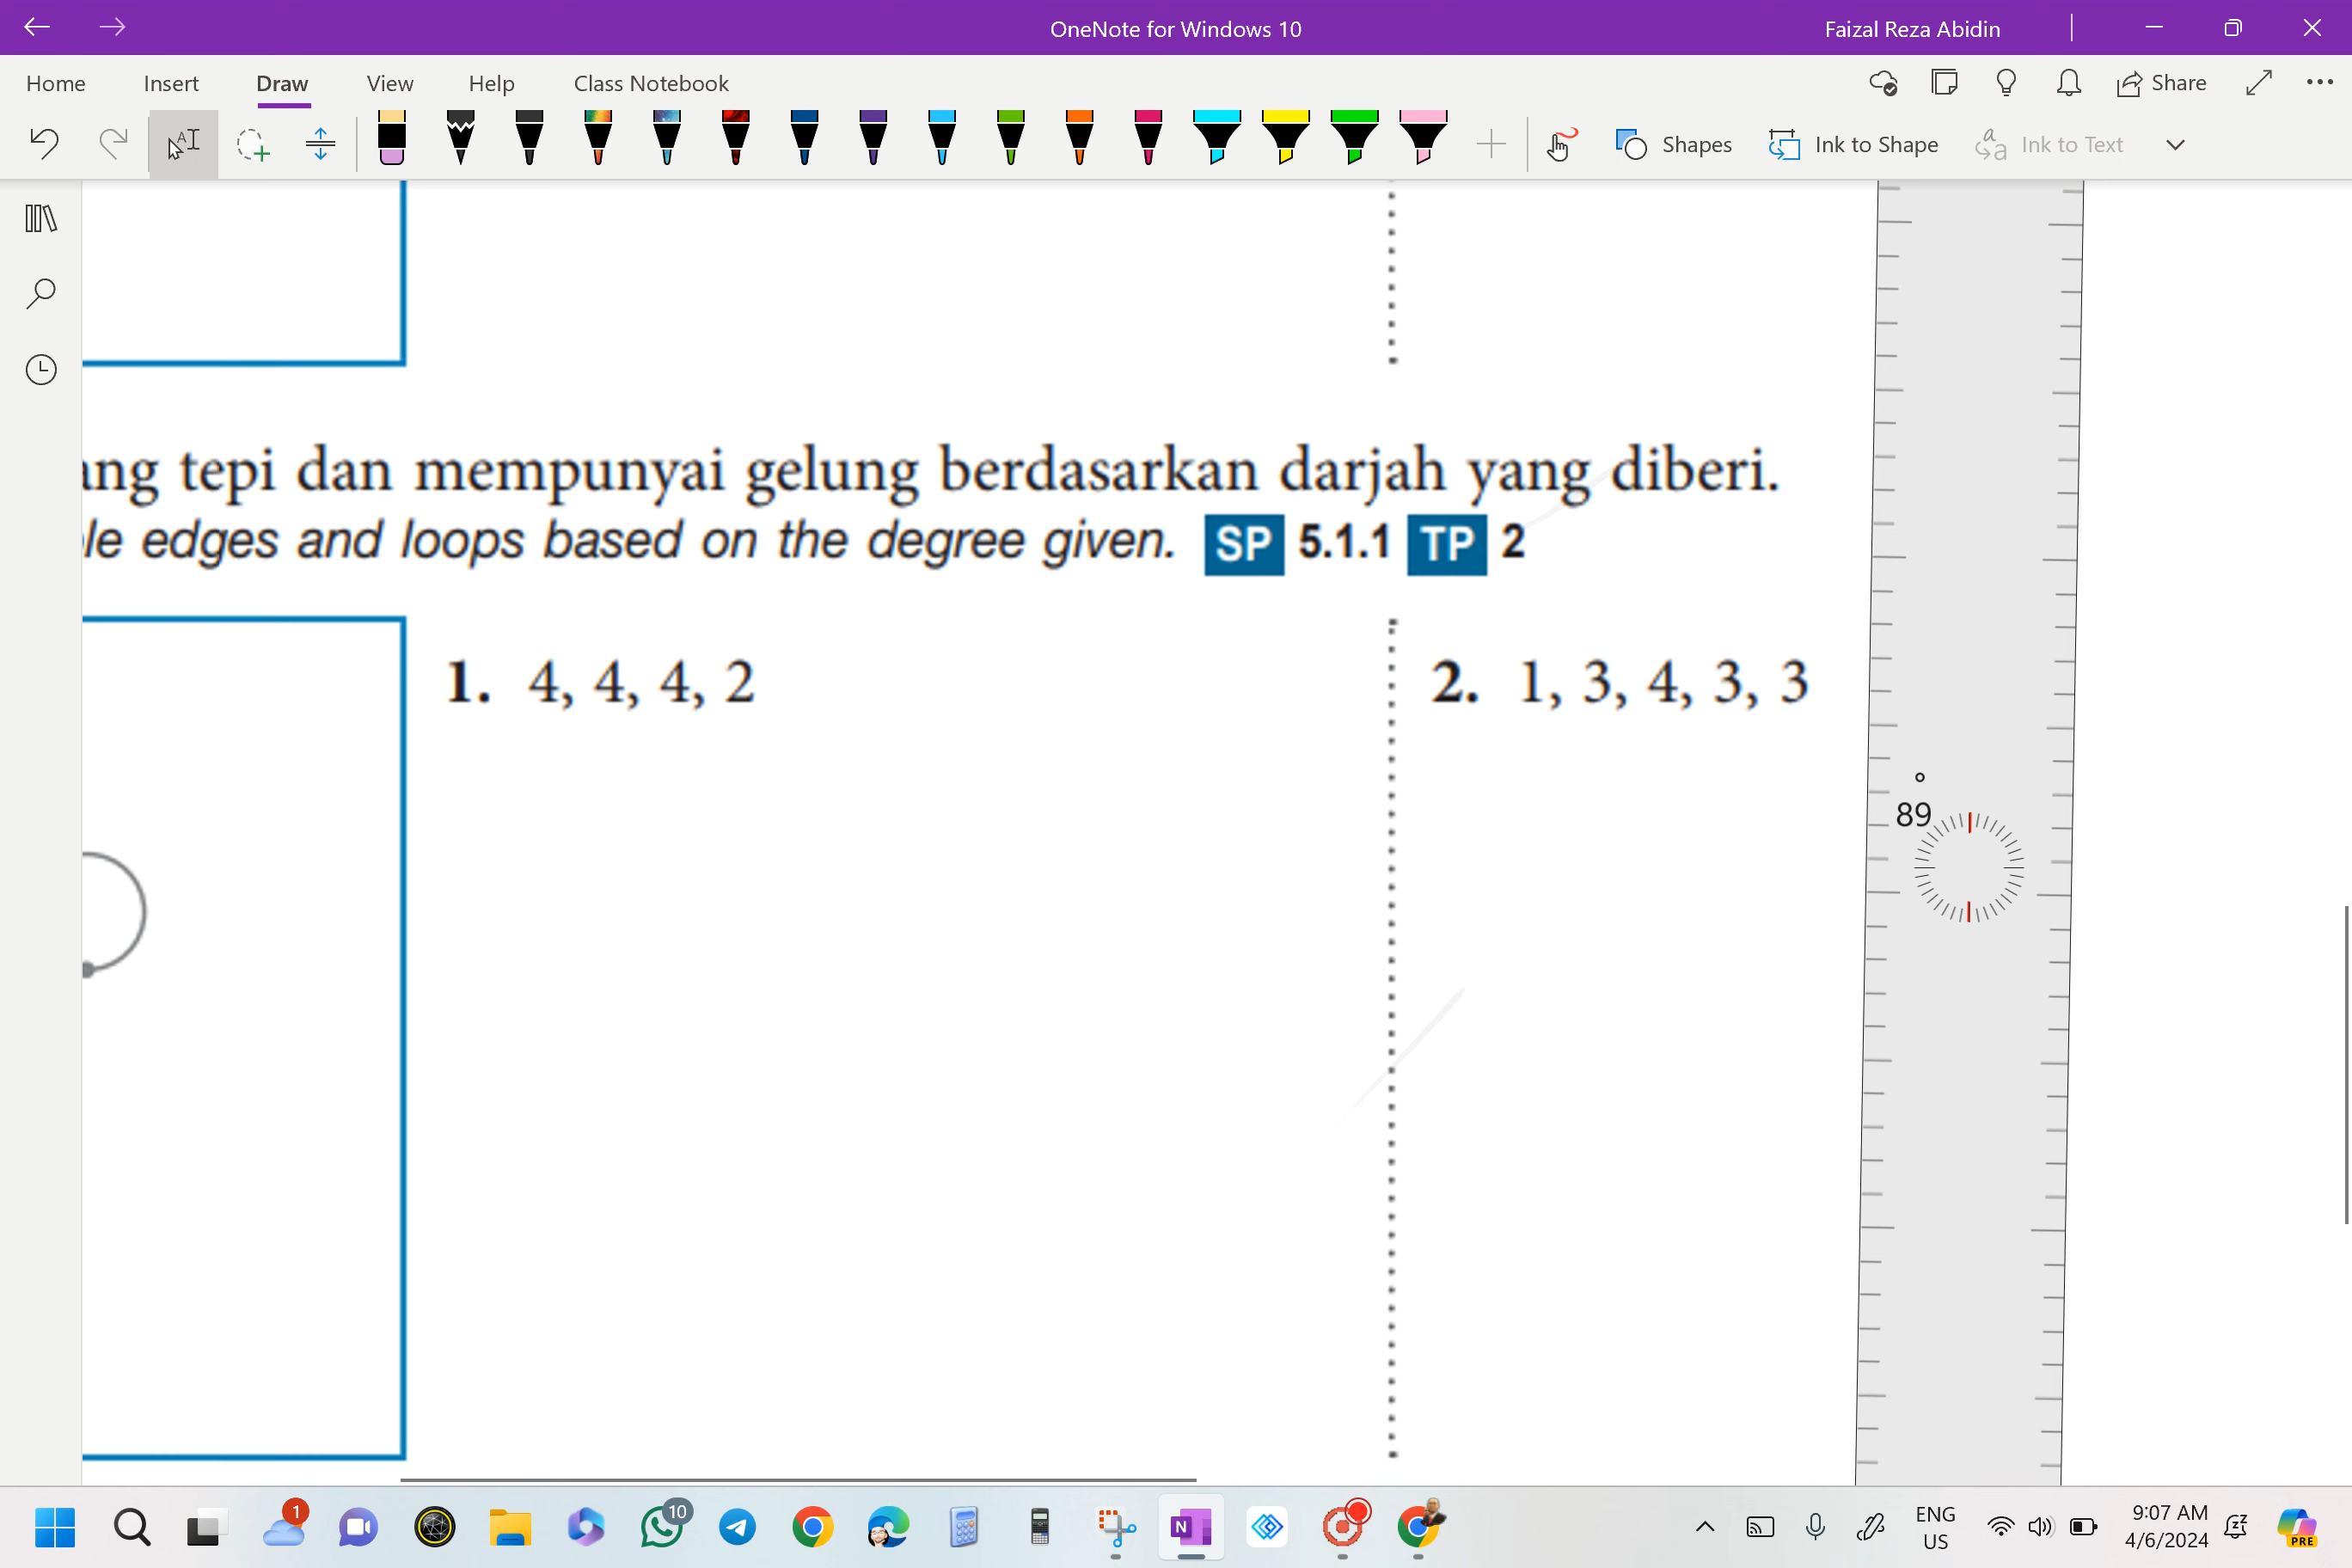 OneNote for Windows 10
Faizal Reza Abidin
Home Insert Draw View Help Class Notebook
Share
Shapes Ink to Shape Ink to Text
tepi dan mempunyai gelung berdasarkan darjah yang diberi.
edges and loops based on the degree given. SP 5.1.1 TP 2
1. 4, 4, 4, 2
2. 1, 3, 4, 3, 3
89°
1
10
N
PRE
ENG
US
9:07 AM
4/6/2024